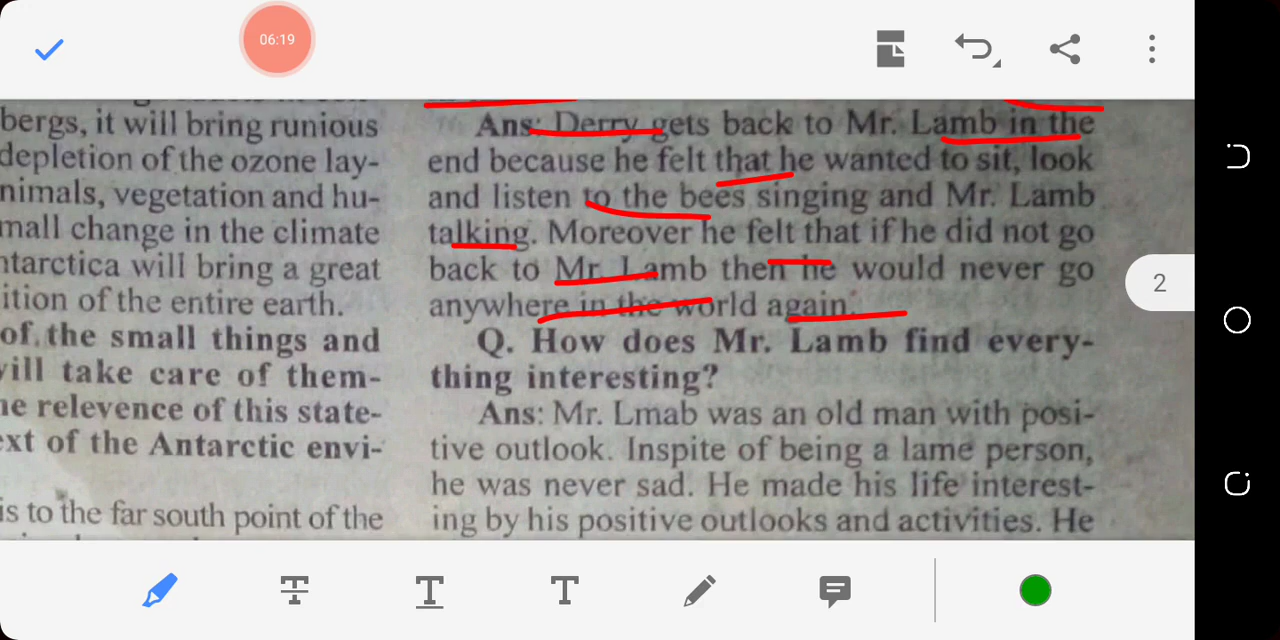 06:19
bergs, it will bring runious
depletion of the ozone lay-
nimals, vegetation and hu-
mall change in the climate
ntarctica will bring a great
ition of the entire earth.
of the small things and
will take care of them-
he relevence of this state-
ext of the Antarctic envi-
is to the far south point of the
Ans: Derry gets back to Mr. Lamb in the
end because he felt that he wanted to sit, look
and listen to the bees singing and Mr. Lamb
talking. Moreover he felt that if he did not go
back to Mr. Lamb then he would never go
anywhere in the world again.
Q. How does Mr. Lamb find every-
thing interesting?
Ans: Mr. Lmab was an old man with posi-
tive outlook. Inspite of being a lame person,
he was never sad. He made his life interest-
ing by his positive outlooks and activities. He
2